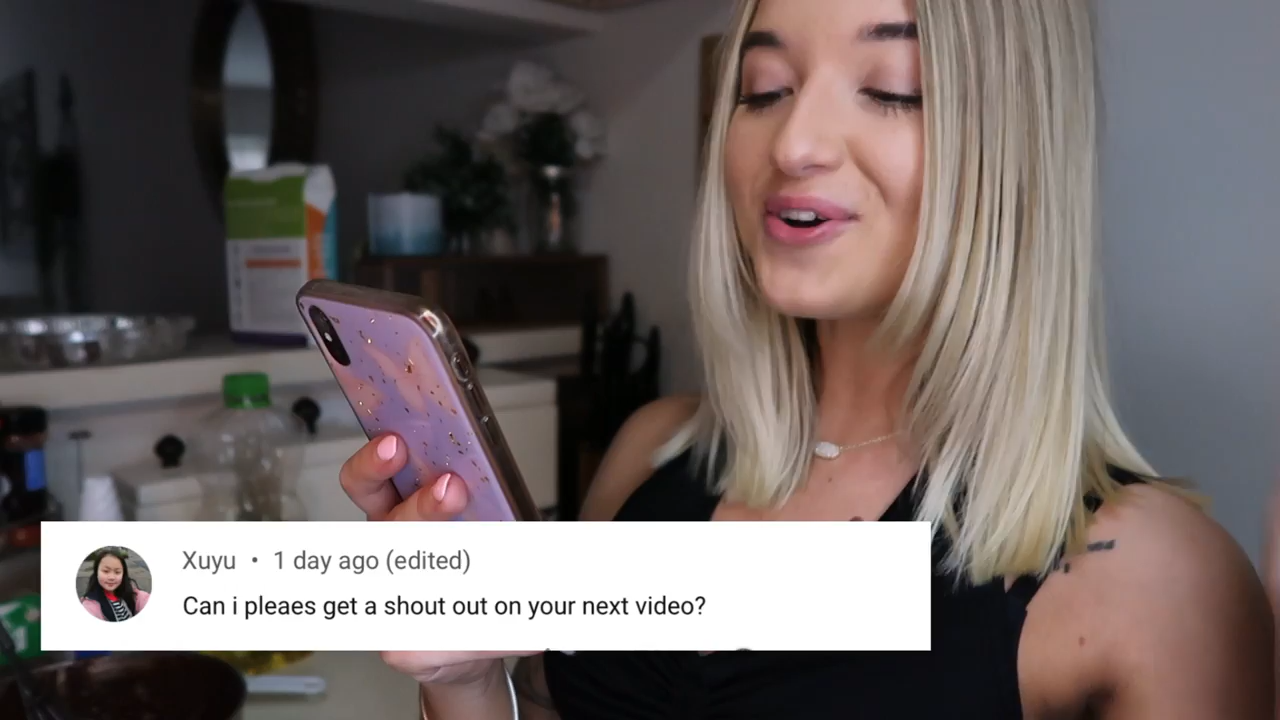 Xuyu • 1 day ago (edited)
Can i pleaes get a shout out on your next video?